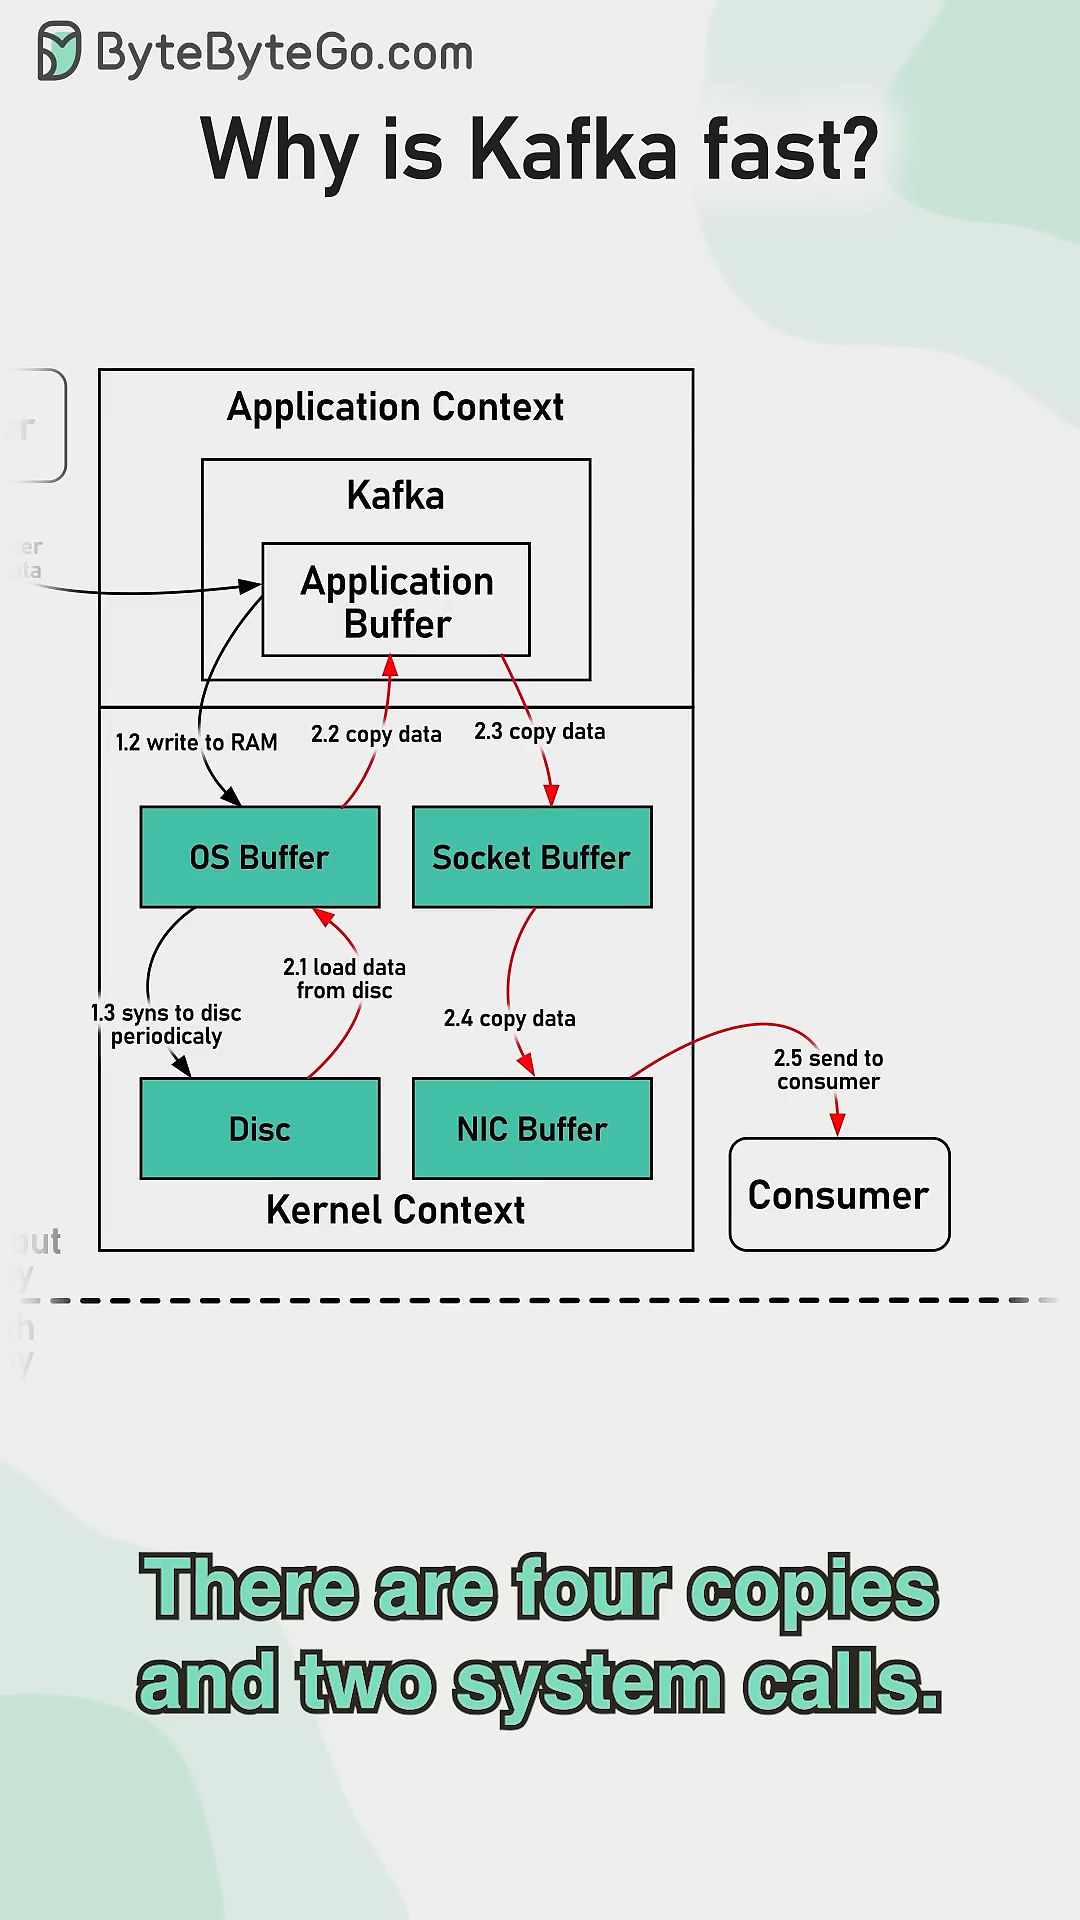 ByteByteGo.com
Why is Kafka fast?
Application Context
Kafka
Application
Buffer
1.2 write to RAM
2.2 copy data
2.3 copy data
OS Buffer
Socket Buffer
2.1 load data
from disc
1.3 syns to disc
periodicaly
2.4 copy data
2.5 send to
consumer
Disc
NIC Buffer
Consumer
Kernel Context
out
There are four copies
and two system calls.